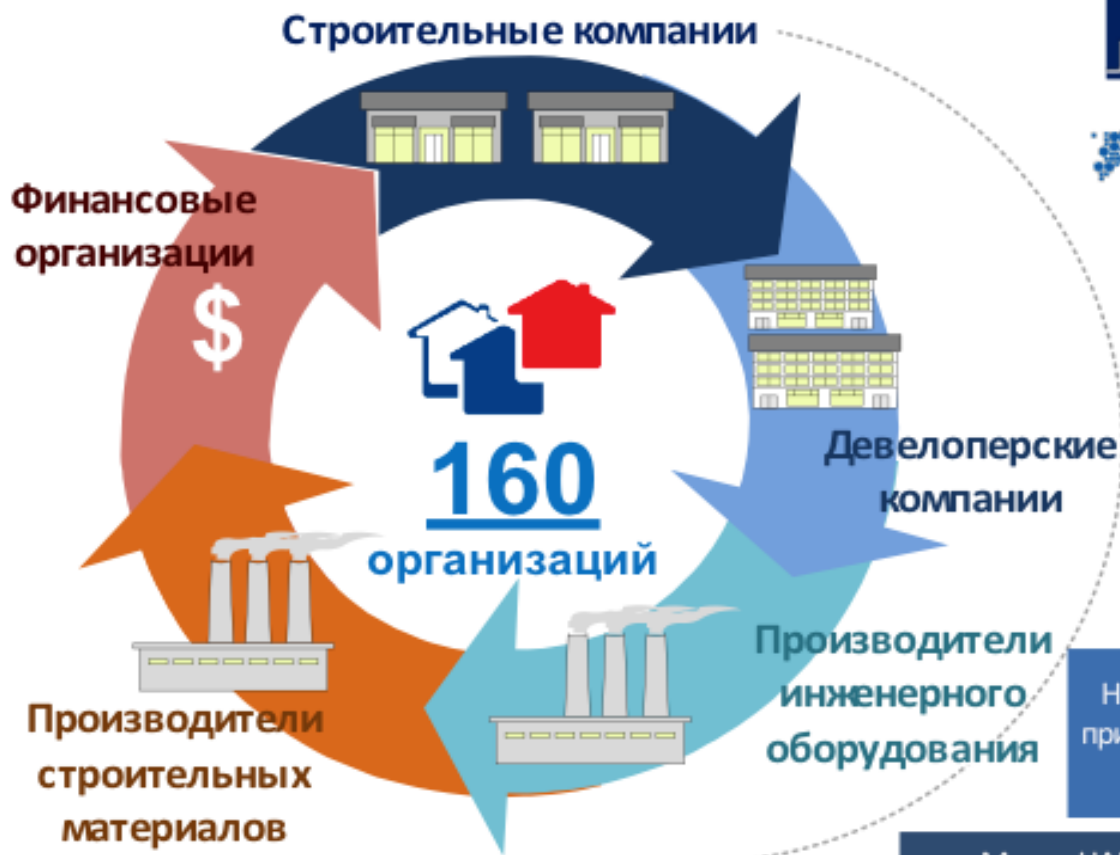 Строительные компании
Финансовые
организации
$
160
организаций
Девелоперские
компании
Производители
инженерного
оборудования
Производители
строительных
материалов